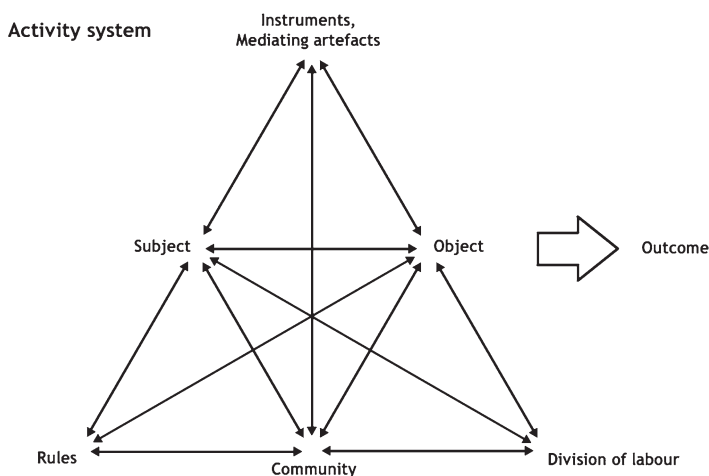 Activity system
Instruments,
Mediating artefacts
Subject
Object
Outcome
Rules
Community
Division of labour